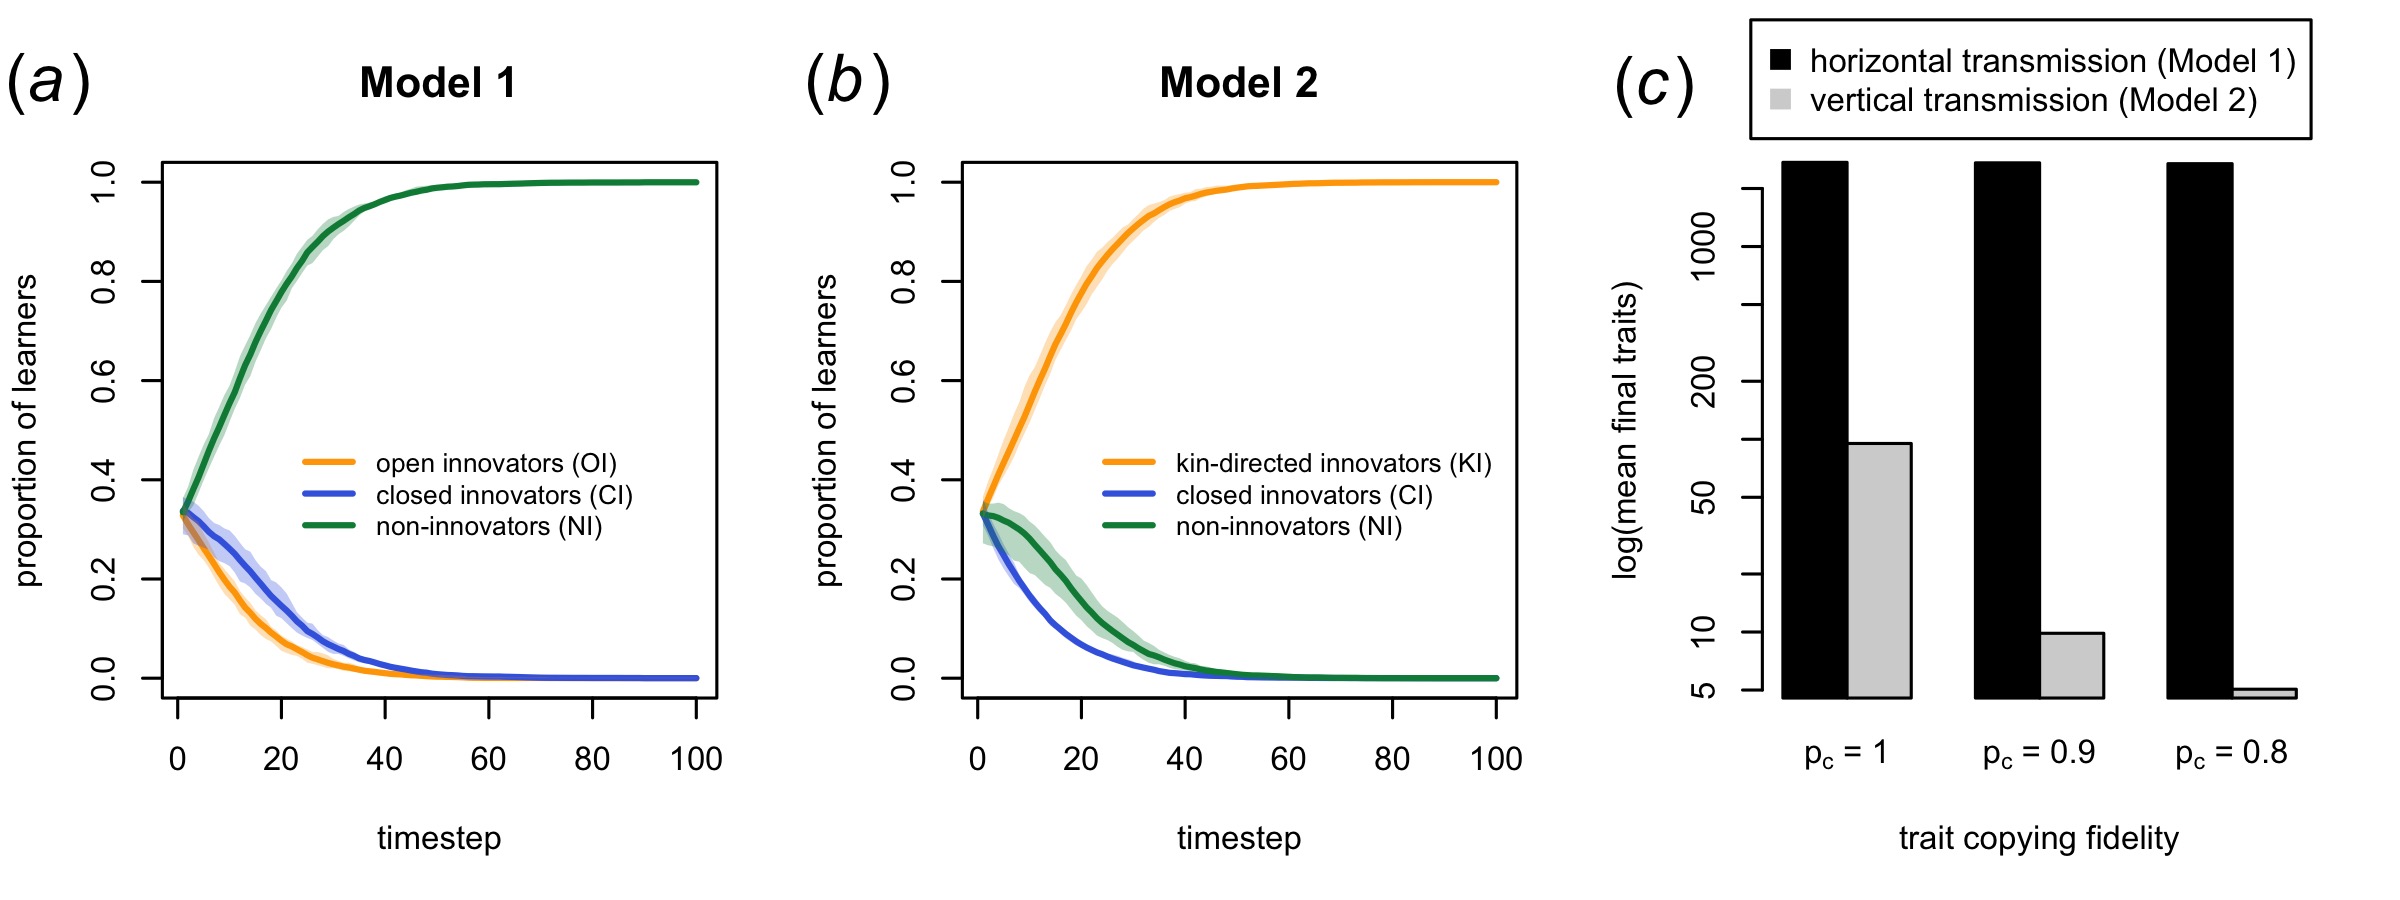 (a)
Model 1
proportion of learners
1.0
0.8
0.6
0.4
0.2
0.0
open innovators (OI)
closed innovators (CI)
non-innovators (NI)
0 20 40 60 80 100
timestep
(b)
Model 2
proportion of learners
1.0
0.8
0.6
0.4
0.2
0.0
kin-directed innovators (KI)
closed innovators (CI)
non-innovators (NI)
0 20 40 60 80 100
timestep
(c)
horizontal transmission (Model 1)
vertical transmission (Model 2)
log(mean final traits)
1000
200
50
10
5
pc = 1 pc = 0.9 pc = 0.8
trait copying fidelity